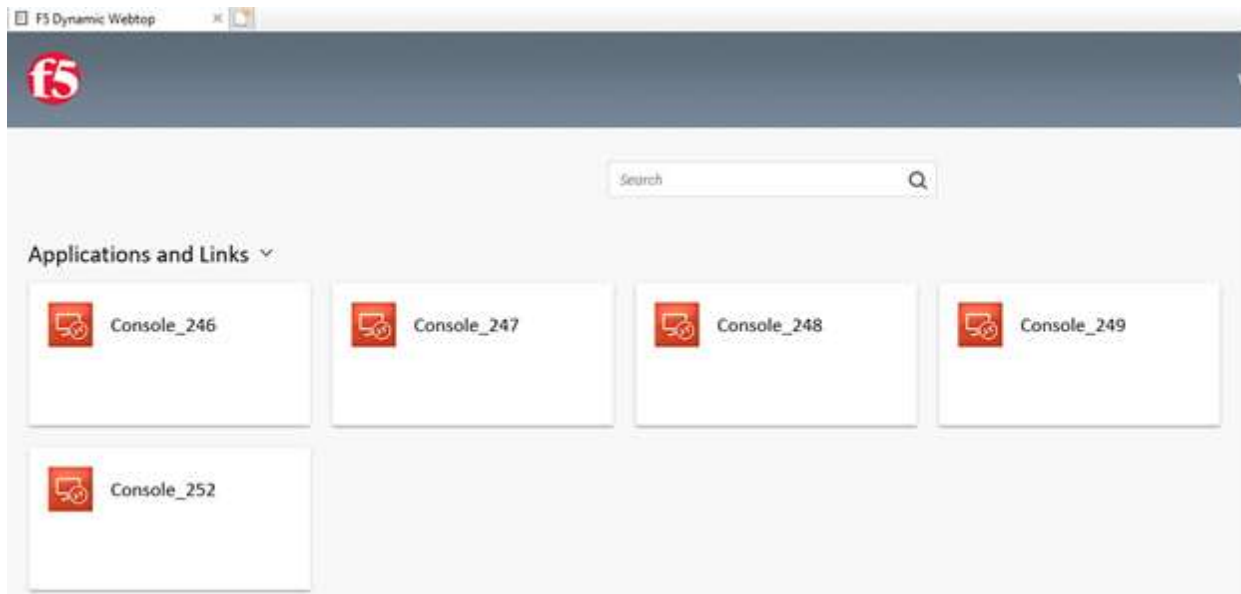 F5 Dynamic Webtop
f5
Search
Applications and Links
Console_246
Console_247
Console_248
Console_249
Console_252